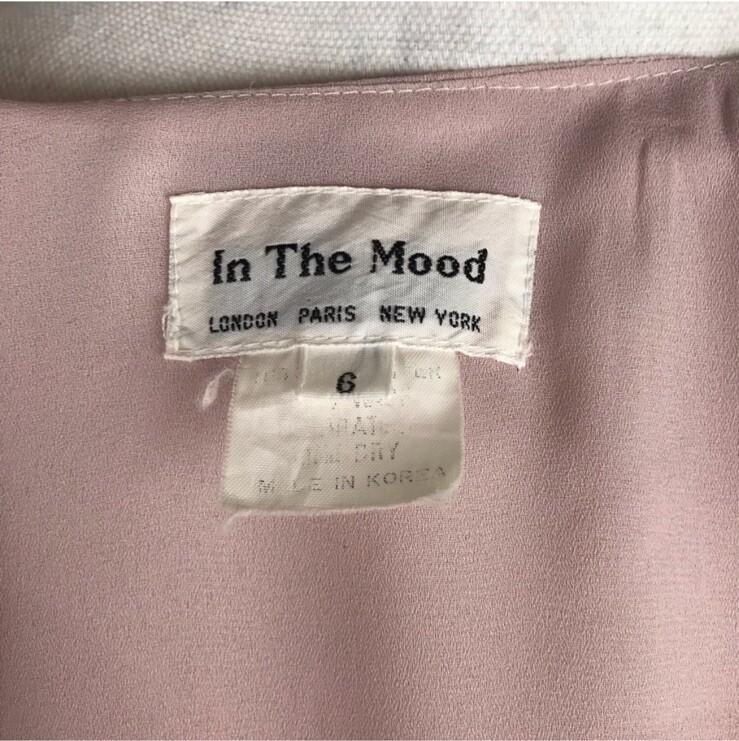 In The Mood
LONDON PARIS NEW YORK
6
DRY
MADE IN KOREA